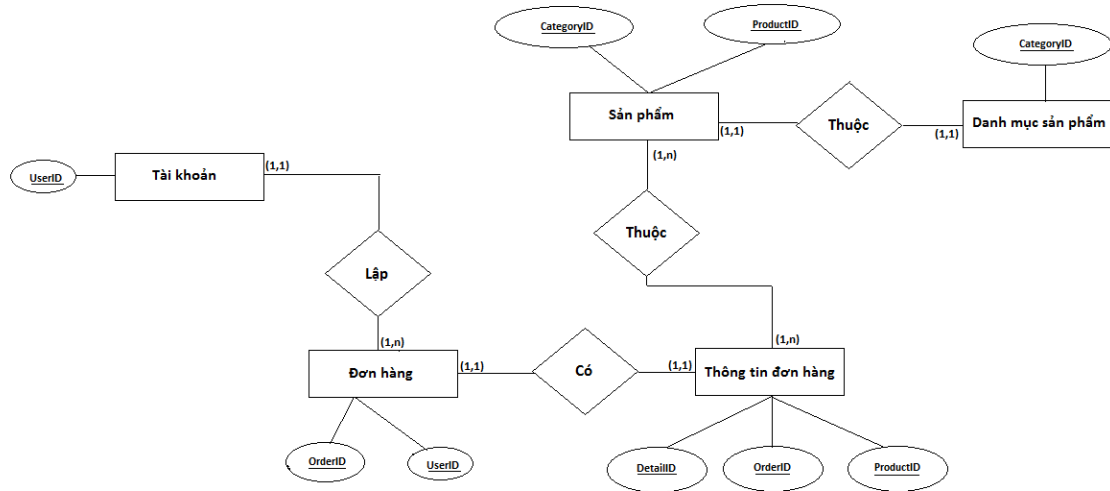 CategoryID
ProductID
CategoryID
Sản phẩm
(1,1)
Thuộc
(1,1)
Danh mục sản phẩm
(1,n)
UserID
Tài khoản
(1,1)
Thuộc
Lập
(1,n)
(1,n)
Đơn hàng
(1,1)
Có
(1,1)
Thông tin đơn hàng
OrderID
UserID
DetailID
OrderID
ProductID